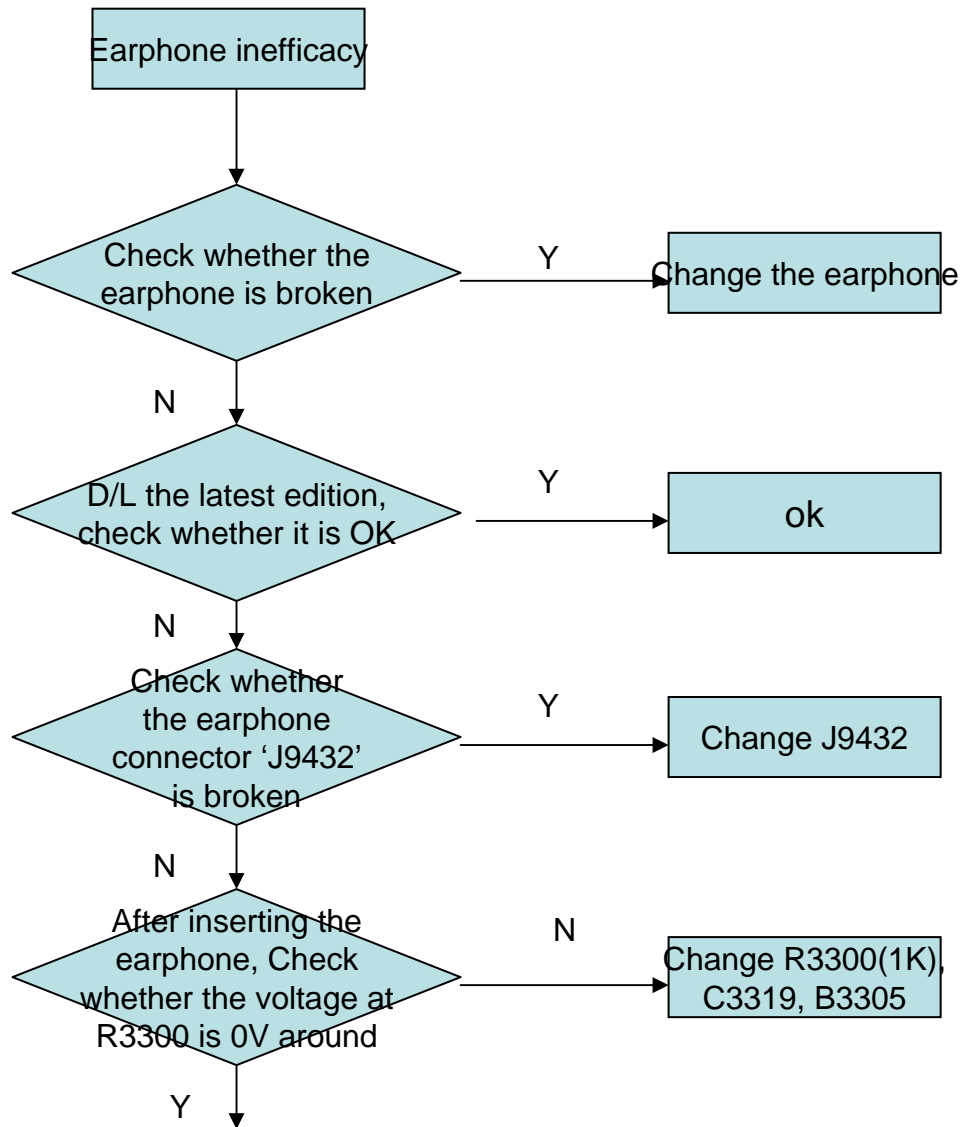 Earphone inefficacy
Check whether the
earphone is broken
Y
Change the earphone
N
D/L the latest edition,
check whether it is OK
Y
ok
N
Check whether
the earphone
connector ‘J9432’
is broken
Y
Change J9432
N
After inserting the
earphone, Check
whether the voltage at
R3300 is 0V around
N
Change R3300(1K),
C3319, B3305
Y